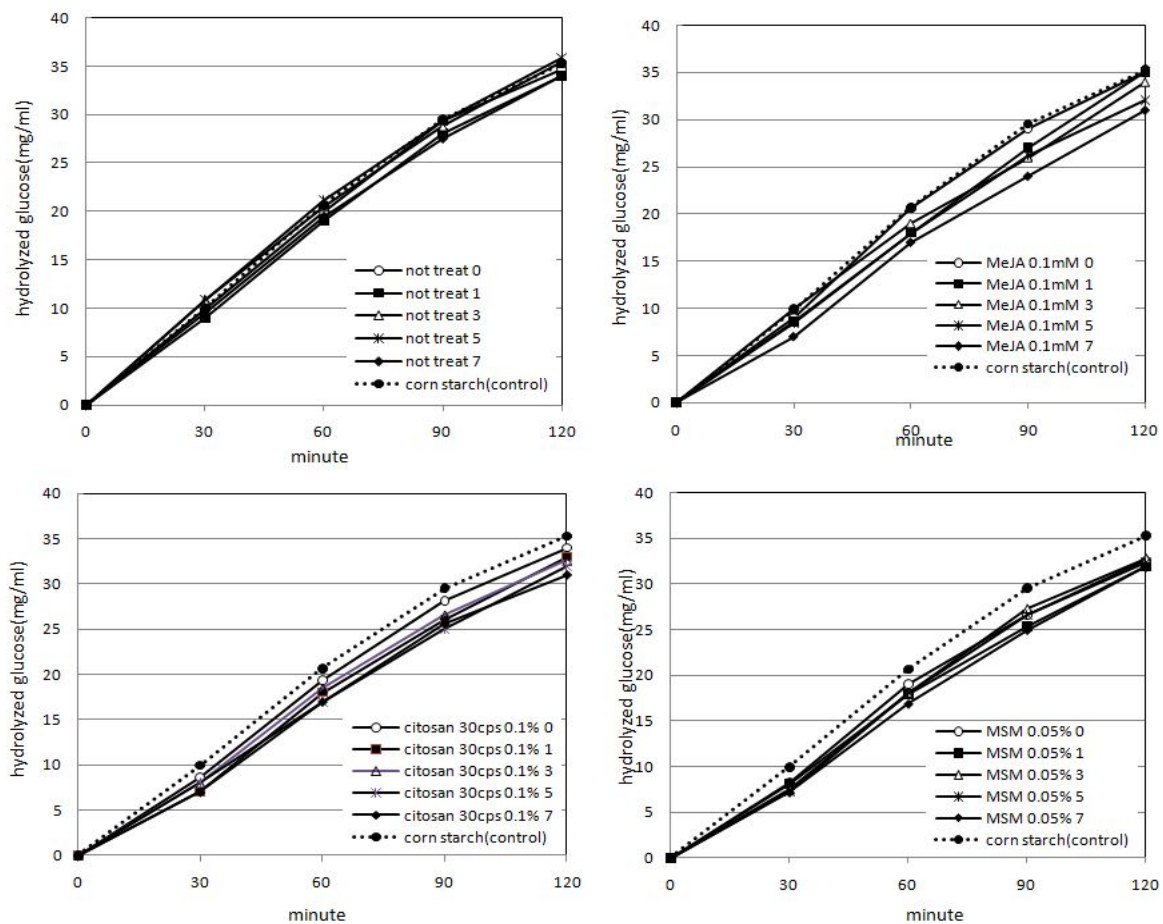 40
35
30
25
20
15
10
5
0
hydrolyzed glucose(mg/ml)
not treat 0
not treat 1
not treat 3
not treat 5
not treat 7
corn starch(control)
0 30 60 90 120
minute
40
35
30
25
20
15
10
5
0
hydrolyzed glucose(mg/ml)
MeJA 0.1mM 0
MeJA 0.1mM 1
MeJA 0.1mM 3
MeJA 0.1mM 5
MeJA 0.1mM 7
corn starch(control)
0 30 60 90 120
minute
40
35
30
25
20
15
10
5
0
hydrolyzed glucose(mg/ml)
citosan 30cps 0.1% 0
citosan 30cps 0.1% 1
citosan 30cps 0.1% 3
citosan 30cps 0.1% 5
citosan 30cps 0.1% 7
corn starch(control)
0 30 60 90 120
minute
40
35
30
25
20
15
10
5
0
hydrolyzed glucose(mg/ml)
MSM 0.05% 0
MSM 0.05% 1
MSM 0.05% 3
MSM 0.05% 5
MSM 0.05% 7
corn starch(control)
0 30 60 90 120
minute